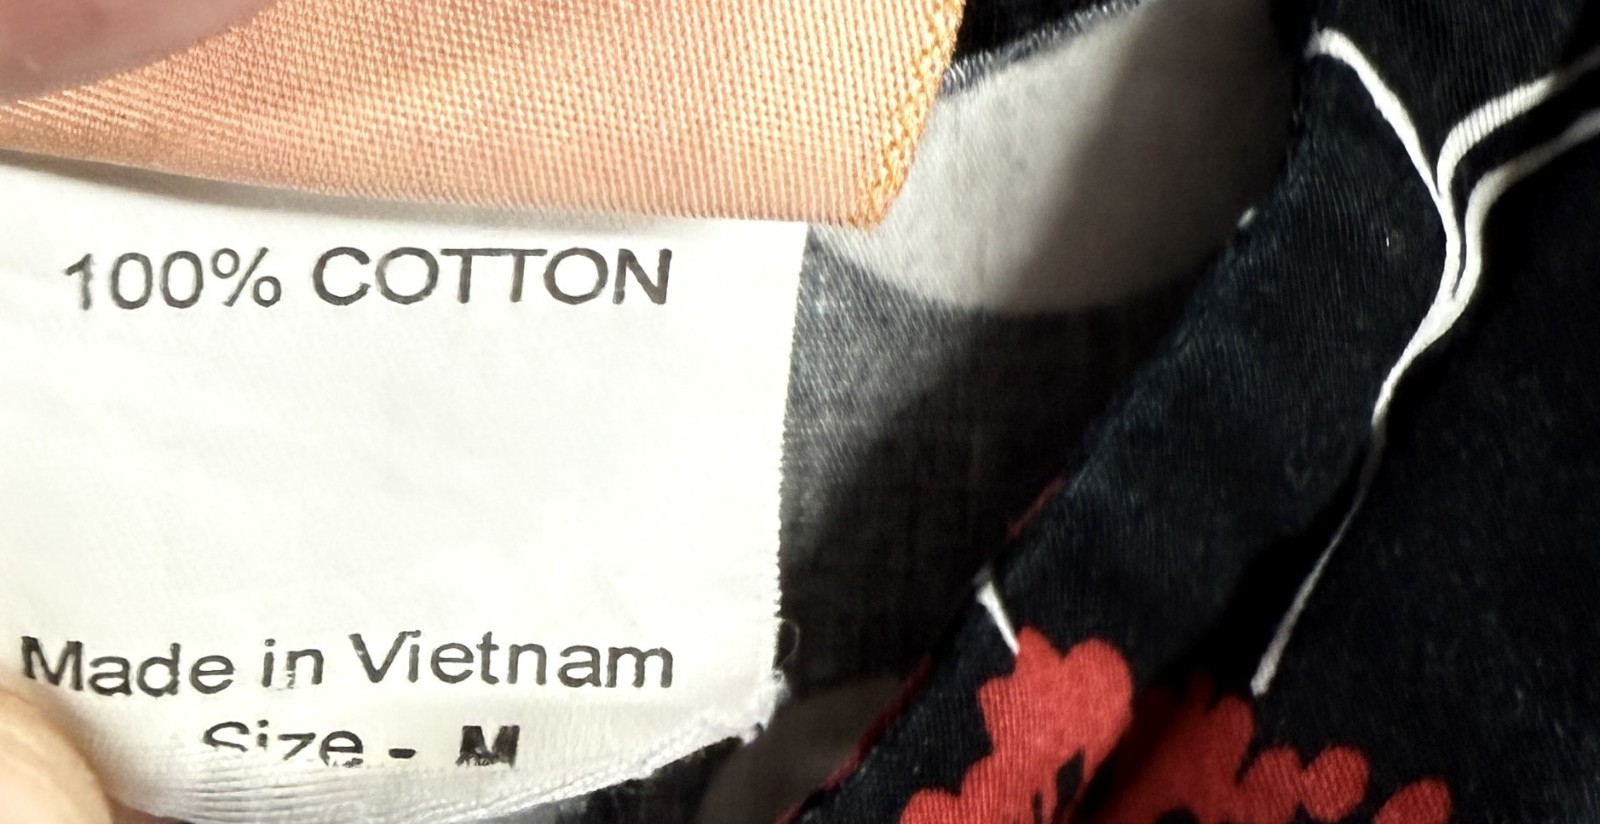 100% COTTON
Made in Vietnam
Size - M